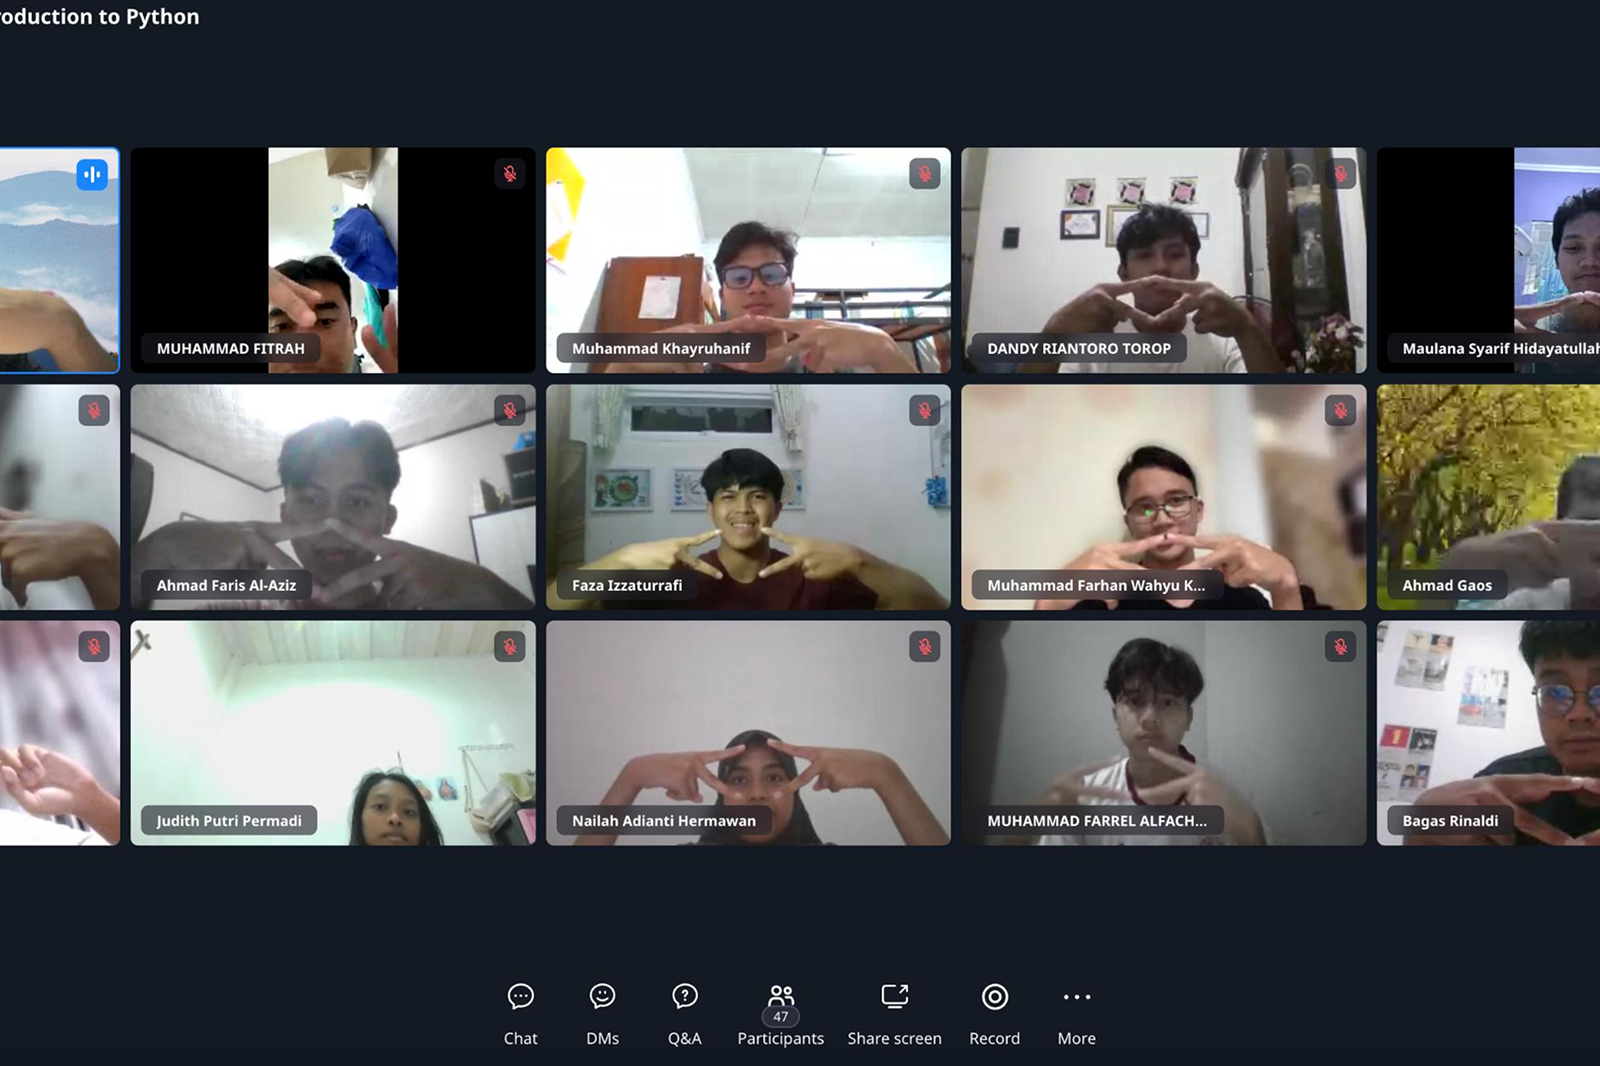 roduction to Python
MUHAMMAD FITRAH
Muhammad Khayruhanif
DANDY RIANTORO TOROP
Maulana Syarif Hidayatullah
Ahmad Faris Al-Aziz
Faza Izzaturrafi
Muhammad Farhan Wahyu K...
Ahmad Gaos
Judith Putri Permadi
Nailah Adianti Hermawan
MUHAMMAD FARREL ALFACH...
Bagas Rinaldi
47
Chat
DMs
Q&A
Participants
Share screen
Record
More